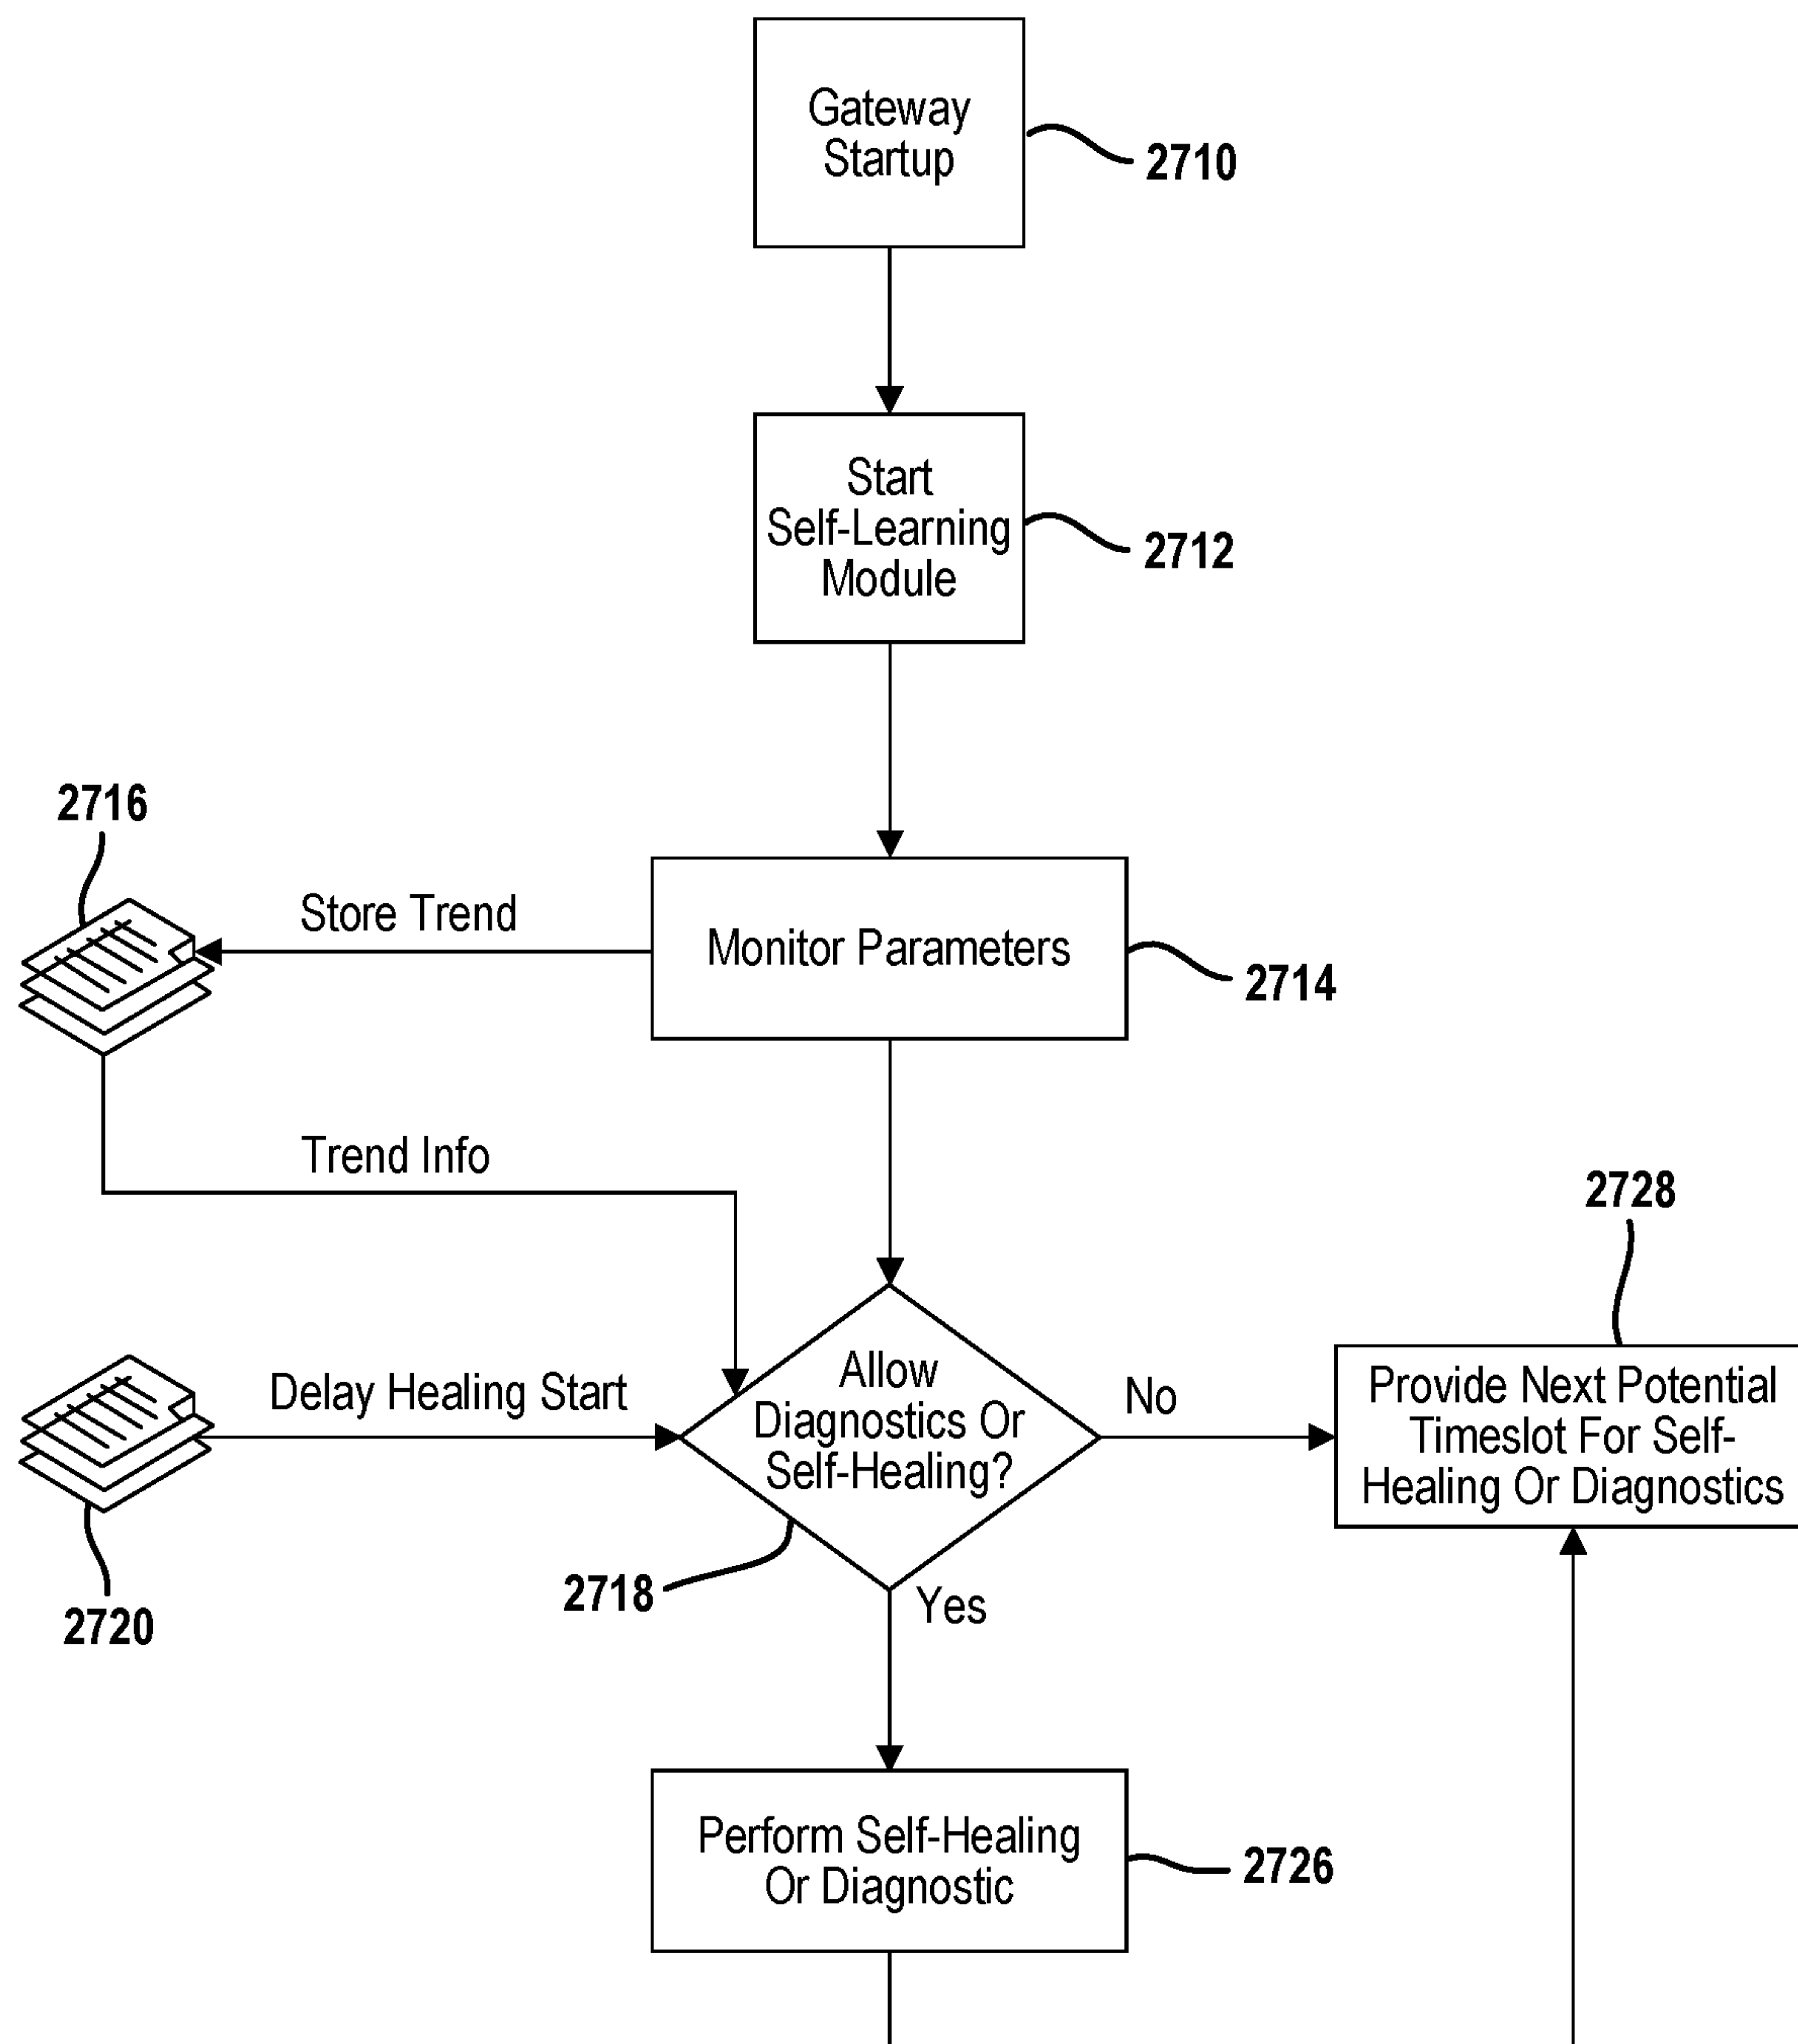 Gateway
Startup
2710
Start
Self-Learning
Module
2712
2716
Store Trend
Monitor Parameters
2714
Trend Info
2728
Delay Healing Start
Allow
Diagnostics Or
Self-Healing?
No
Provide Next Potential
Timeslot For Self-
Healing Or Diagnostics
2718
Yes
2720
Perform Self-Healing
Or Diagnostic
2726